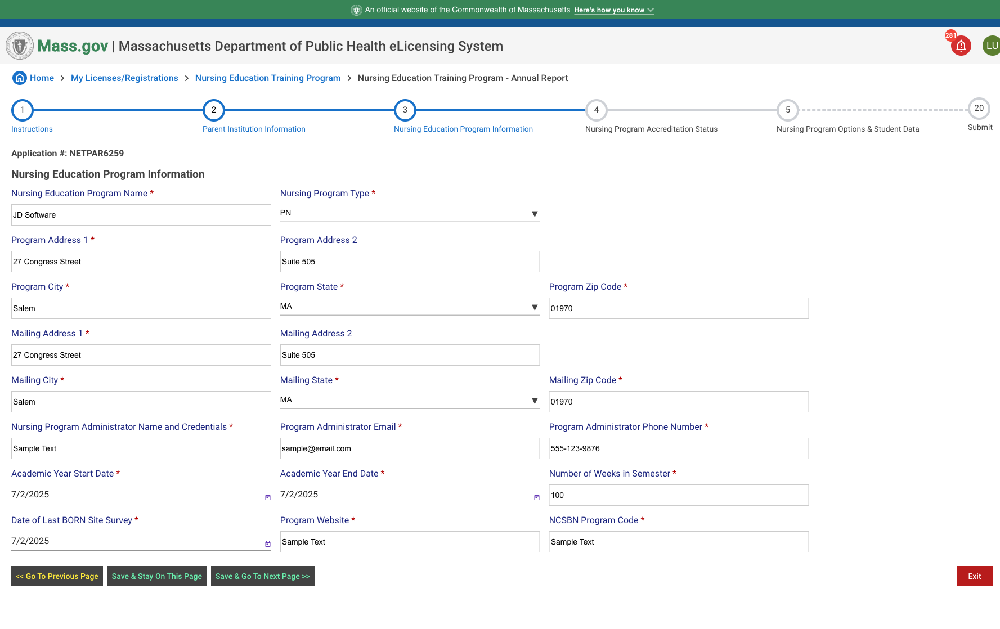 An official website of the Commonwealth of Massachusetts Here's how you know
Mass.gov | Massachusetts Department of Public Health eLicensing System
281
LU
Home > My Licenses/Registrations > Nursing Education Training Program > Nursing Education Training Program - Annual Report
1 2 3 4 5 20
Instructions Parent Institution Information Nursing Education Program Information Nursing Program Accreditation Status Nursing Program Options & Student Data Submit
Application #: NETPAR6259
Nursing Education Program Information
Nursing Education Program Name * Nursing Program Type *
JD Software PN
Program Address 1 * Program Address 2
27 Congress Street Suite 505
Program City * Program State * Program Zip Code *
Salem MA 01970
Mailing Address 1 * Mailing Address 2
27 Congress Street Suite 505
Mailing City * Mailing State * Mailing Zip Code *
Salem MA 01970
Nursing Program Administrator Name and Credentials * Program Administrator Email * Program Administrator Phone Number *
Sample Text sample@email.com 555-123-9876
Academic Year Start Date * Academic Year End Date * Number of Weeks in Semester *
7/2/2025 7/2/2025 100
Date of Last BORN Site Survey * Program Website * NCSBN Program Code *
7/2/2025 Sample Text Sample Text
<< Go To Previous Page Save & Stay On This Page Save & Go To Next Page >> Exit